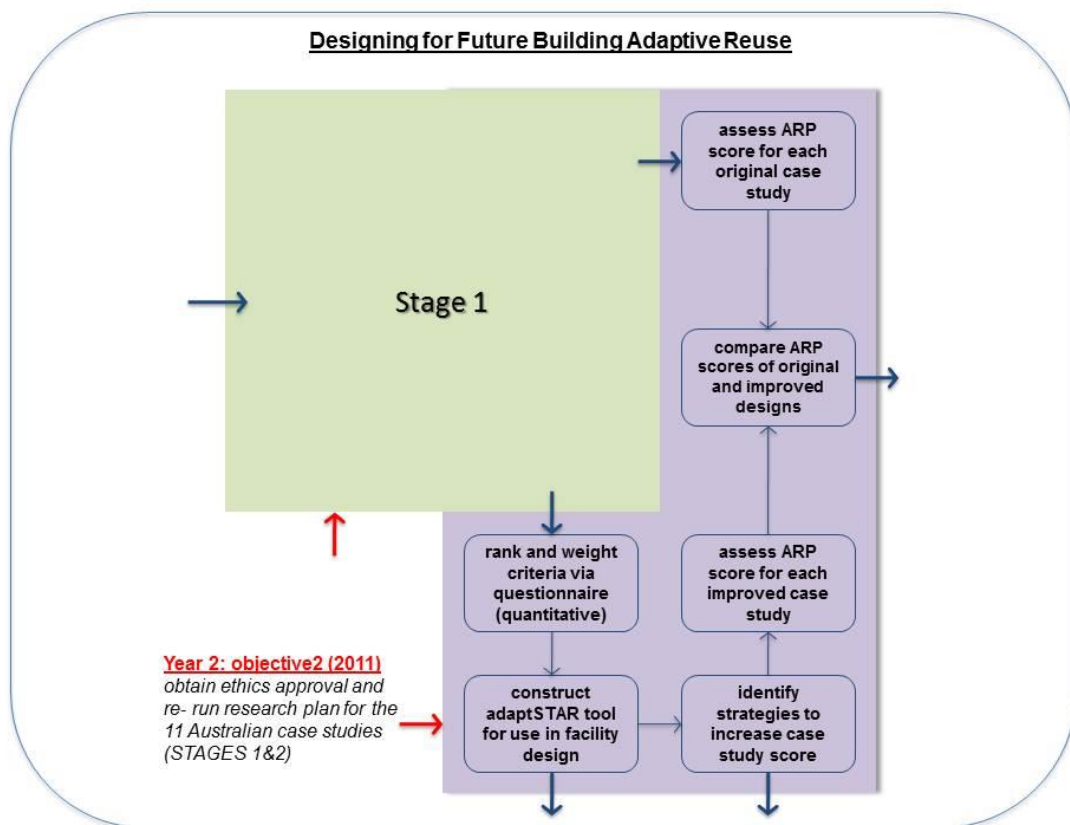 Designing for Future Building Adaptive Reuse
assess ARP
score for each
original case
study
Stage 1
compare ARP
scores of original
and improved
designs
rank and weight
criteria via
questionnaire
(quantitative)
assess ARP
score for each
improved case
study
Year 2: objective2 (2011)
obtain ethics approval and
re- run research plan for the
11 Australian case studies
(STAGES 1&2)
construct
adaptSTAR tool
for use in facility
design
identify
strategies to
increase case
study score